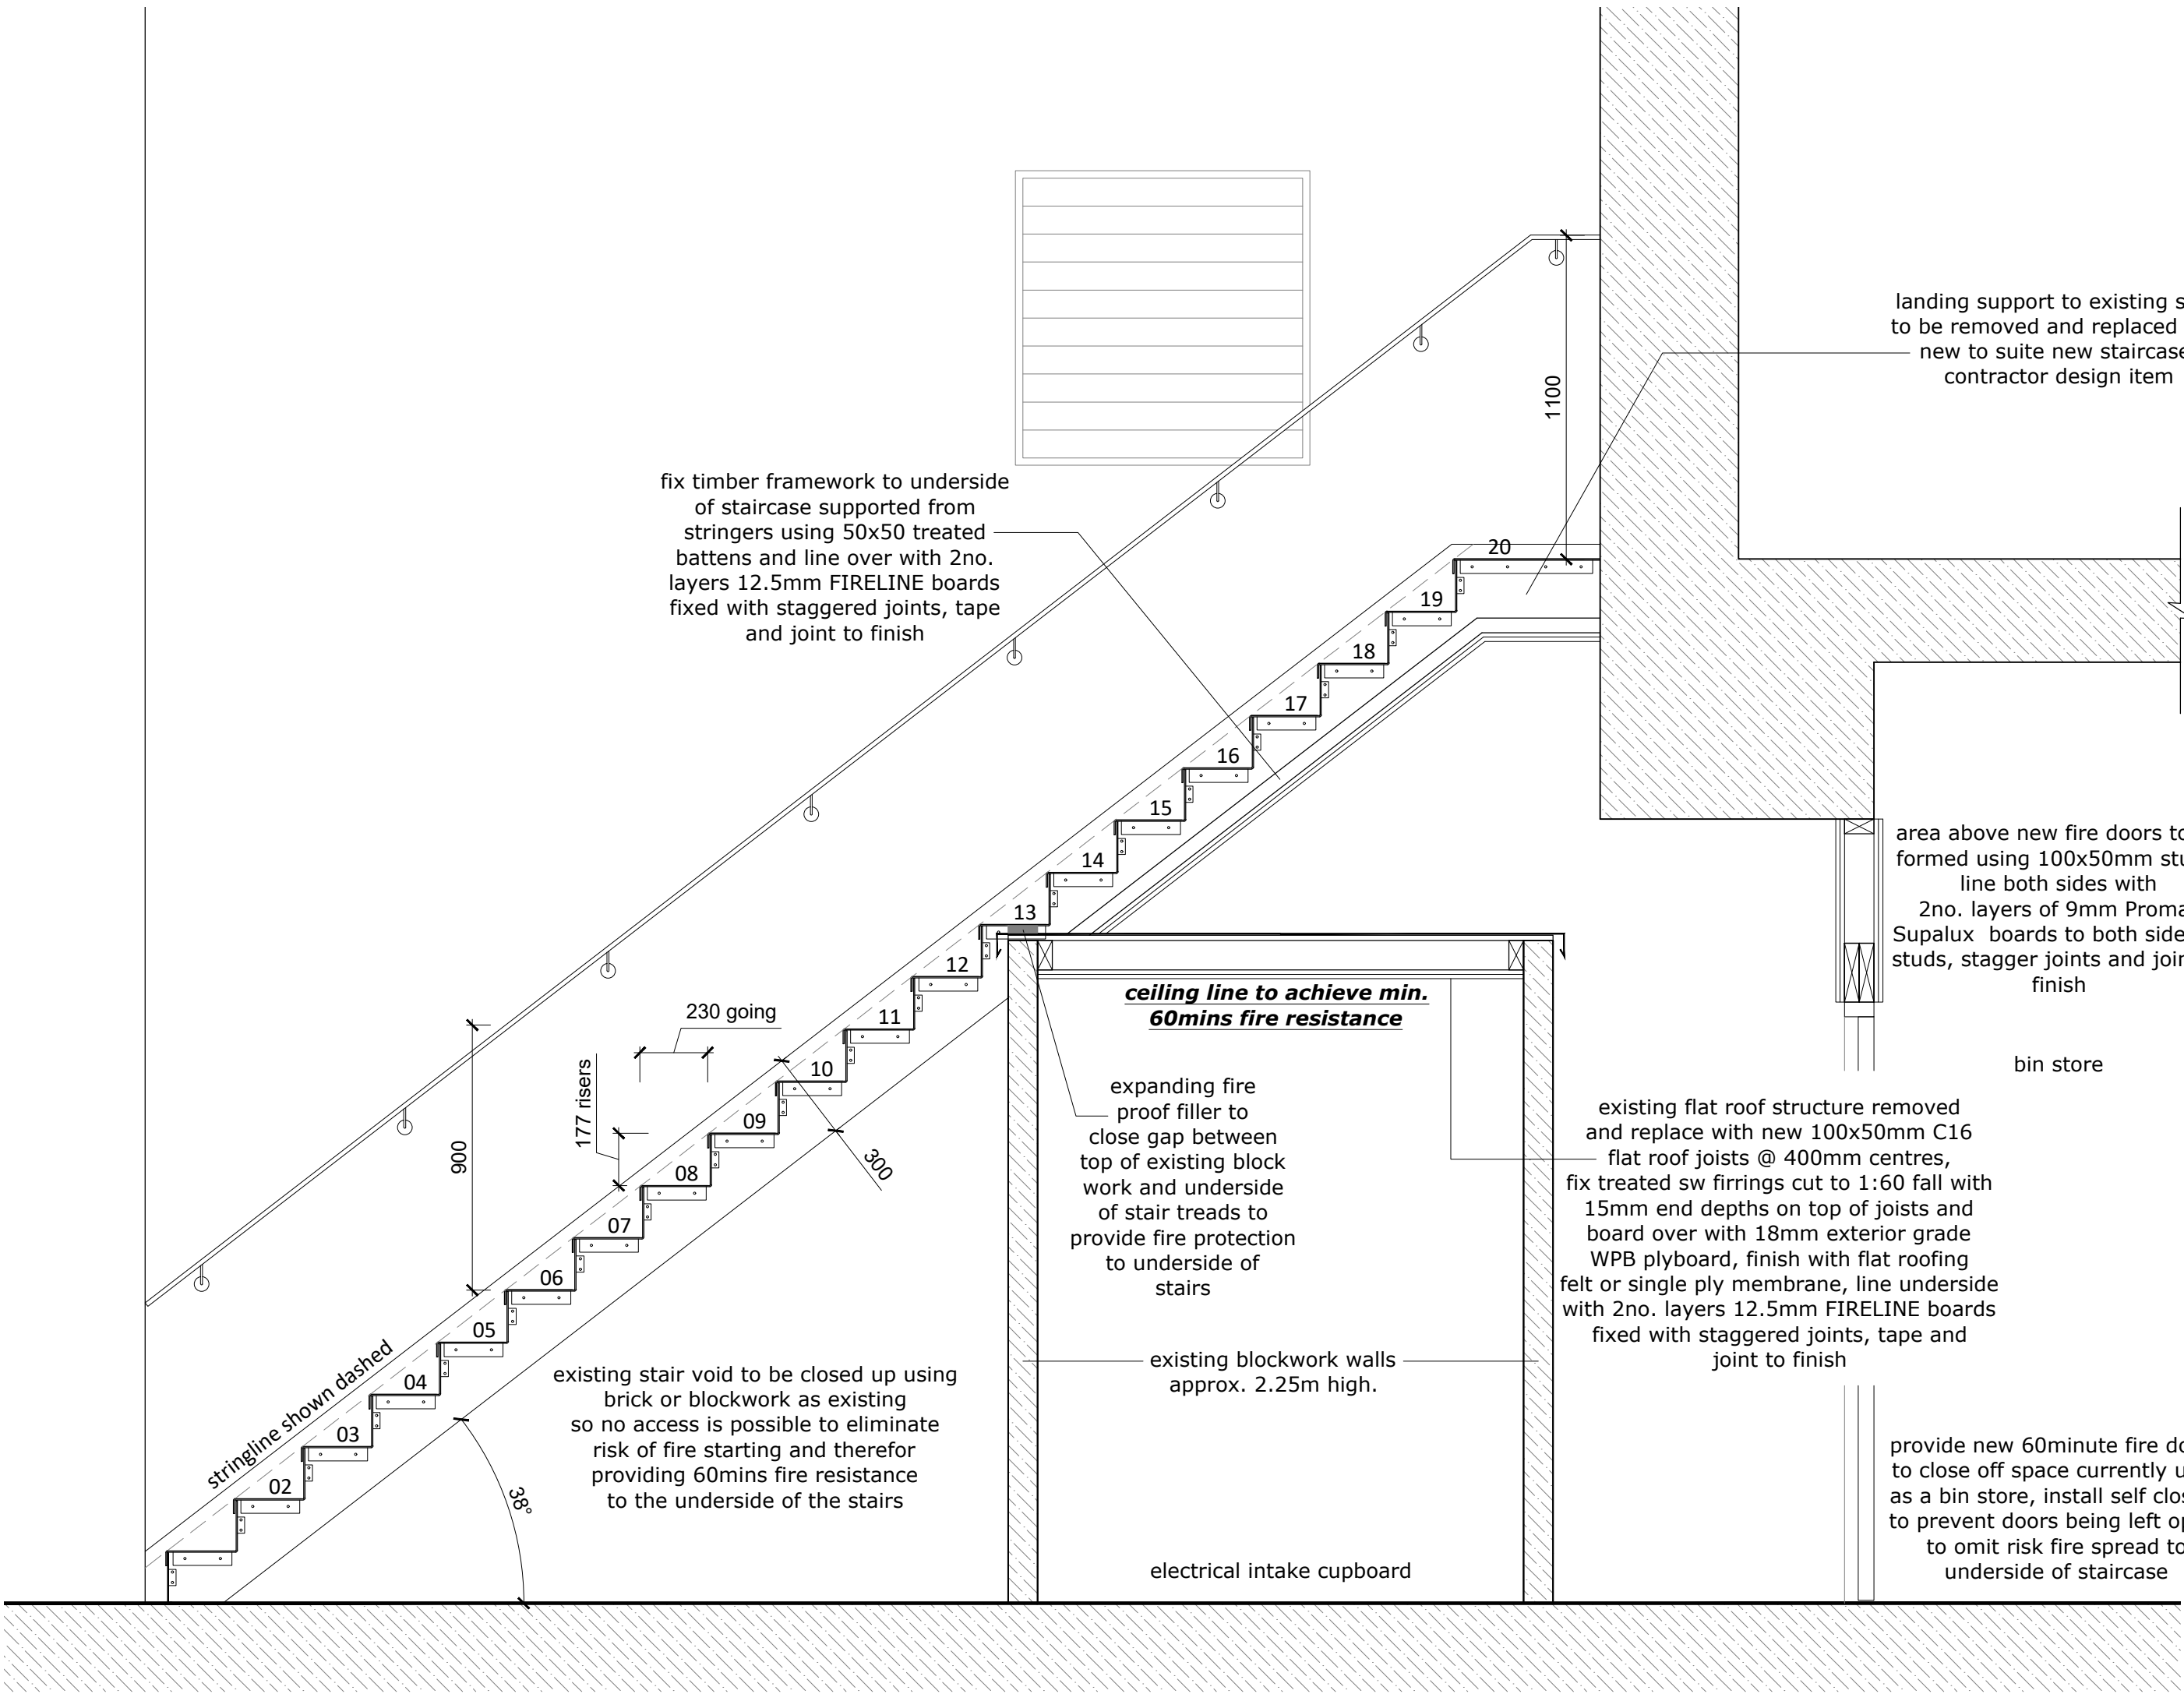 landing support to existing
to be removed and replaced
new to suite new
contractor design item
1100
fix timber framework to underside
of staircase supported from
stringers using 50x50 treated
battens and line over with 2no.
layers 12.5mm FIRELINE boards
fixed with staggered joints, tape
and joint to finish
20
19
18
17
16
15
14
13
12
11
10
09
08
07
06
05
04
03
02
area above new fire doors
formed using 100x50mm
line both sides with
2no. layers of 9mm
Supalux boards to both
studs, stagger joints and
finish
ceiling line to achieve min.
60mins fire resistance
230 going
177 risers
900
300
bin store
expanding fire
proof filler to
close gap between
top of existing block
work and underside
of stair treads to
provide fire protection
to underside of
stairs
existing flat roof structure removed
and replace with new 100x50mm C16
flat roof joists @ 400mm centres,
fix treated sw firrings cut to 1:60 fall with
15mm end depths on top of joists and
board over with 18mm exterior grade
WPB plyboard, finish with flat roofing
felt or single ply membrane, line underside
with 2no. layers 12.5mm FIRELINE boards
fixed with staggered joints, tape and
joint to finish
existing blockwork walls
approx. 2.25m high.
stringline shown dashed
existing stair void to be closed up using
brick or blockwork as existing
so no access is possible to eliminate
risk of fire starting and therefor
providing 60mins fire resistance
to the underside of the stairs
38°
provide new 60minute fire
to close off space currently
as a bin store, install self
to prevent doors being left
to omit risk fire spread to
underside of staircase
electrical intake cupboard